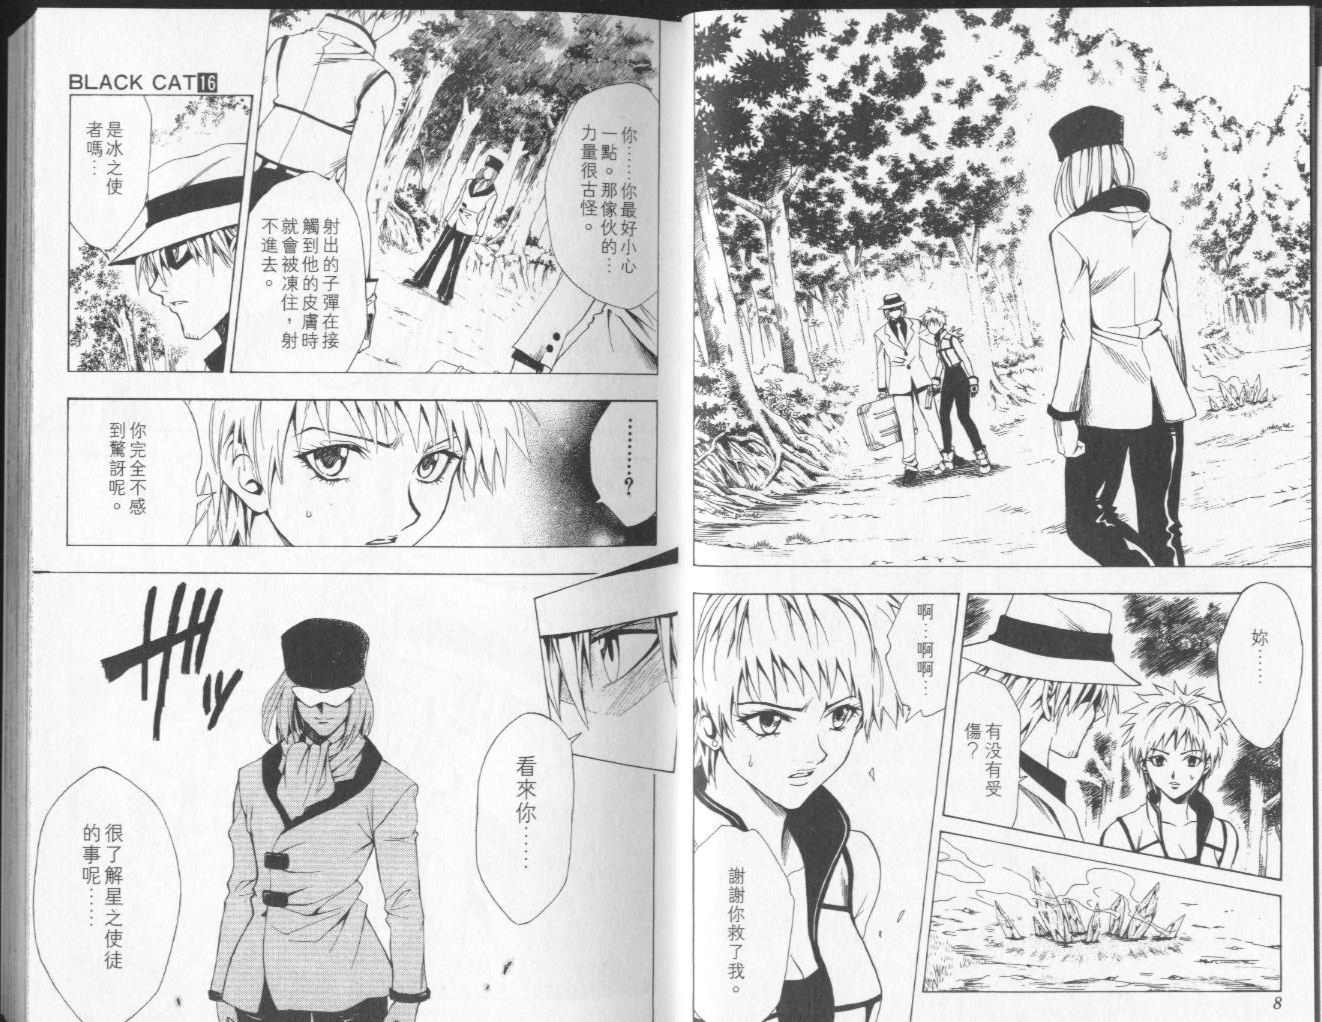 妳……
有没有受
傷？
啊…啊啊…
謝謝你救了我。
8
BLACK CAT 16
你……你最好小心
一點。那傢伙的…
力量很古怪。
射出的子彈在接
觸到他的皮膚時
就會被凍住，射
不進去。
是冰之使
者嗎…
………？
你完全不感
到驚訝呢。
看來你……
很了解星之使徒
的事呢……